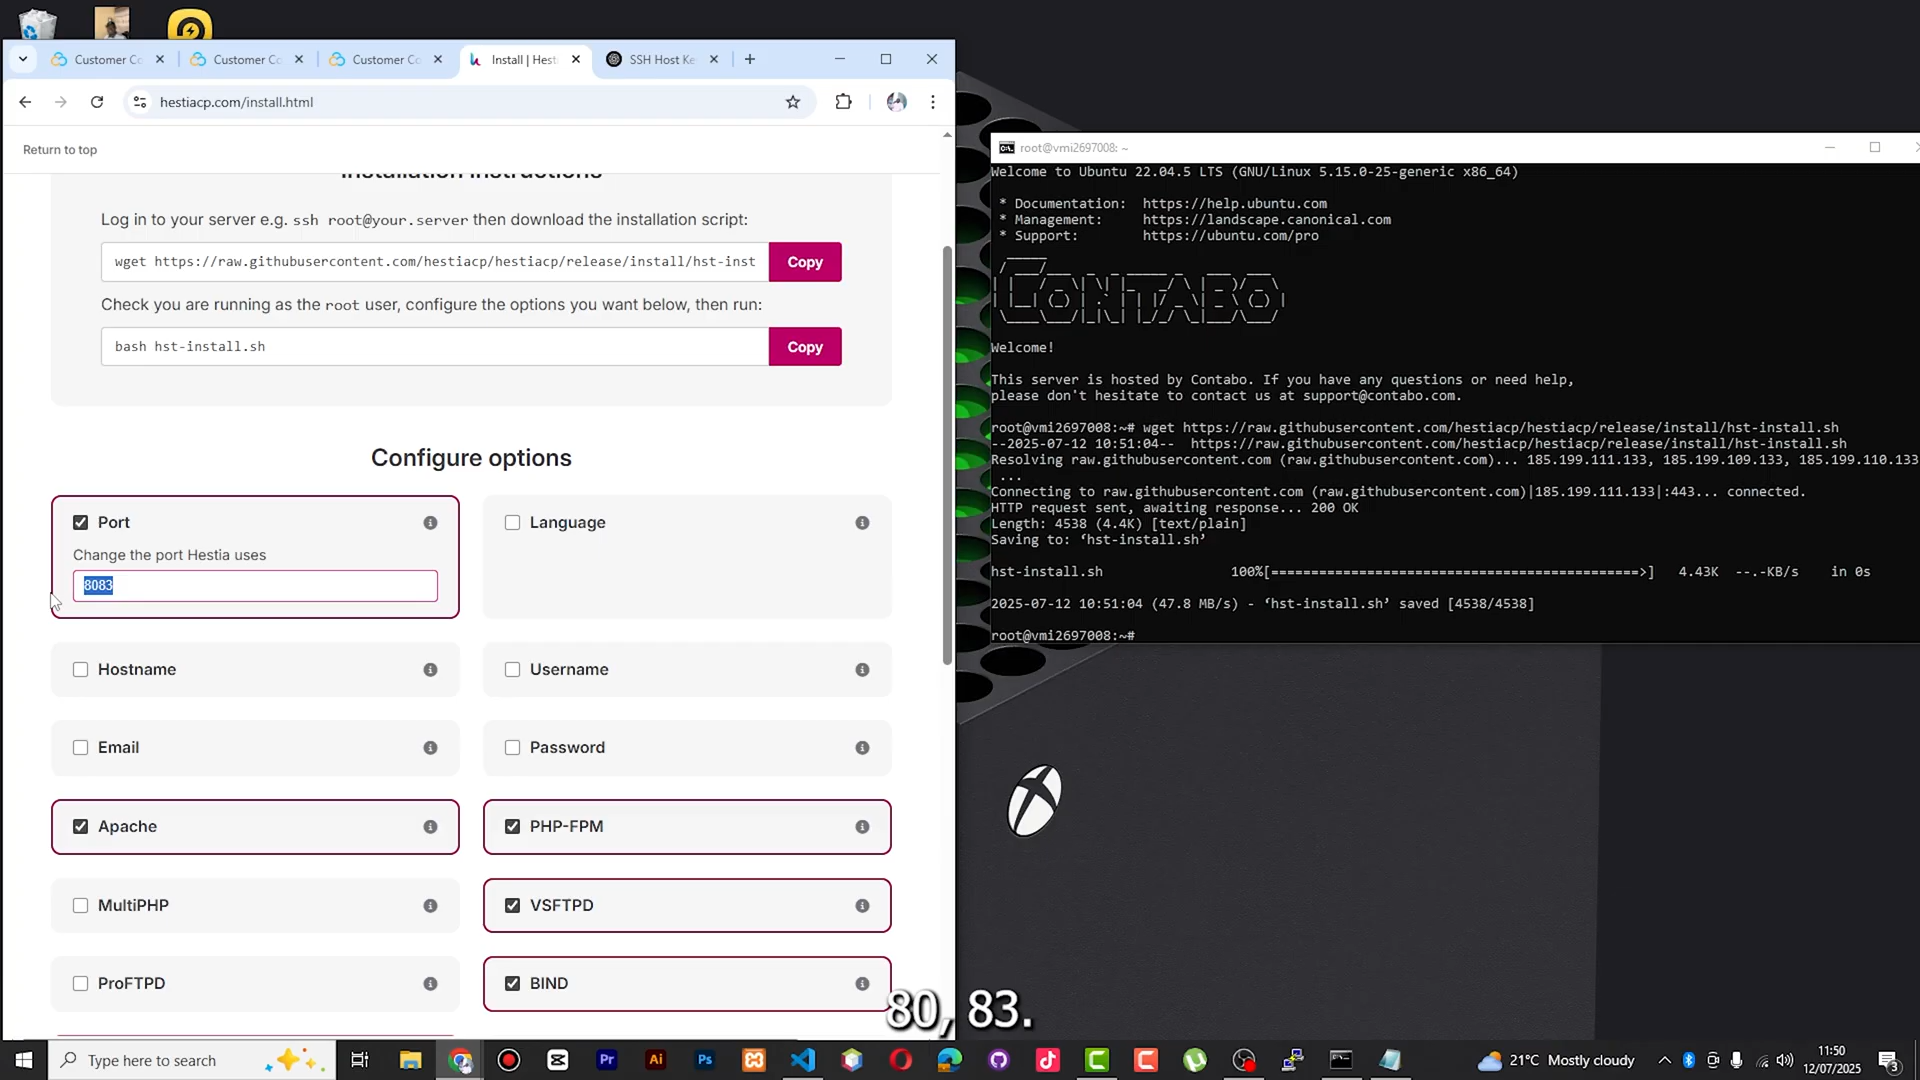 Customer Co
Customer Co
Customer Co
Install | Hesti
SSH Host Ke
hestiacp.com/install.html
Return to top
Installation instructions
Log in to your server e.g. ssh root@your.server then download the installation script:
wget https://raw.githubusercontent.com/hestiacp/hestiacp/release/install/hst-inst
Copy
Check you are running as the root user, configure the options you want below, then run:
bash hst-install.sh
Copy
Configure options
Port
Language
Change the port Hestia uses
8083
Hostname
Username
Email
Password
Apache
PHP-FPM
MultiPHP
VSFTPD
ProFTPD
BIND
root@vmi2697008: ~
Welcome to Ubuntu 22.04.5 LTS (GNU/Linux 5.15.0-25-generic x86_64)
* Documentation: https://help.ubuntu.com
* Management: https://landscape.canonical.com
* Support: https://ubuntu.com/pro
CONTABO
Welcome!
This server is hosted by Contabo. If you have any questions or need help,
please don't hesitate to contact us at support@contabo.com.
root@vmi2697008:~# wget https://raw.githubusercontent.com/hestiacp/hestiacp/release/install/hst-install.sh
--2025-07-12 10:51:04-- https://raw.githubusercontent.com/hestiacp/hestiacp/release/install/hst-install.sh
Resolving raw.githubusercontent.com (raw.githubusercontent.com)... 185.199.111.133, 185.199.109.133, 185.199.110.133
...
Connecting to raw.githubusercontent.com (raw.githubusercontent.com)|185.199.111.133|:443... connected.
HTTP request sent, awaiting response... 200 OK
Length: 4538 (4.4K) [text/plain]
Saving to: ‘hst-install.sh’
hst-install.sh 100%[==============================================>] 4.43K --.-KB/s in 0s
2025-07-12 10:51:04 (47.8 MB/s) - ‘hst-install.sh’ saved [4538/4538]
root@vmi2697008:~#
80, 83.
Type here to search
21°C Mostly cloudy
11:50
12/07/2025
3